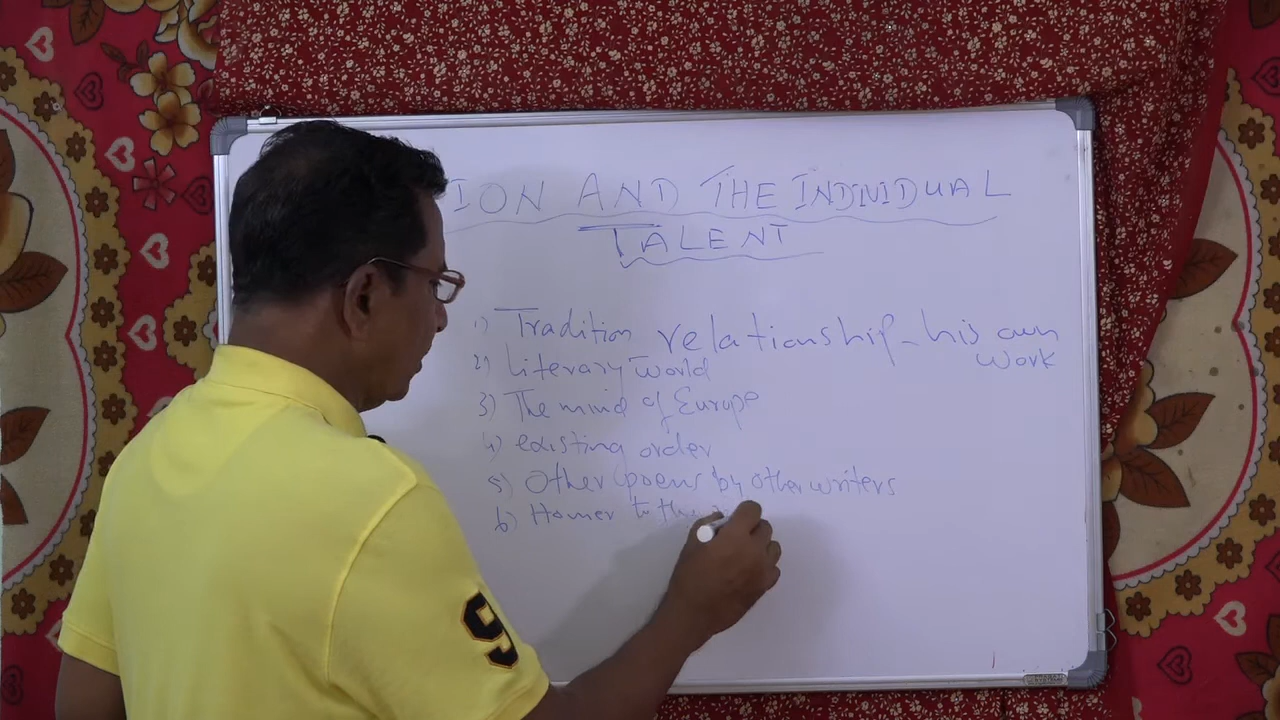 ION AND THE INDIVIDUAL
TALENT
1) Tradition relationship - his own
work
2) Literary world
3) The mind of Europe
4) existing order
5) Other poems by other writers
6) Homer to the
9